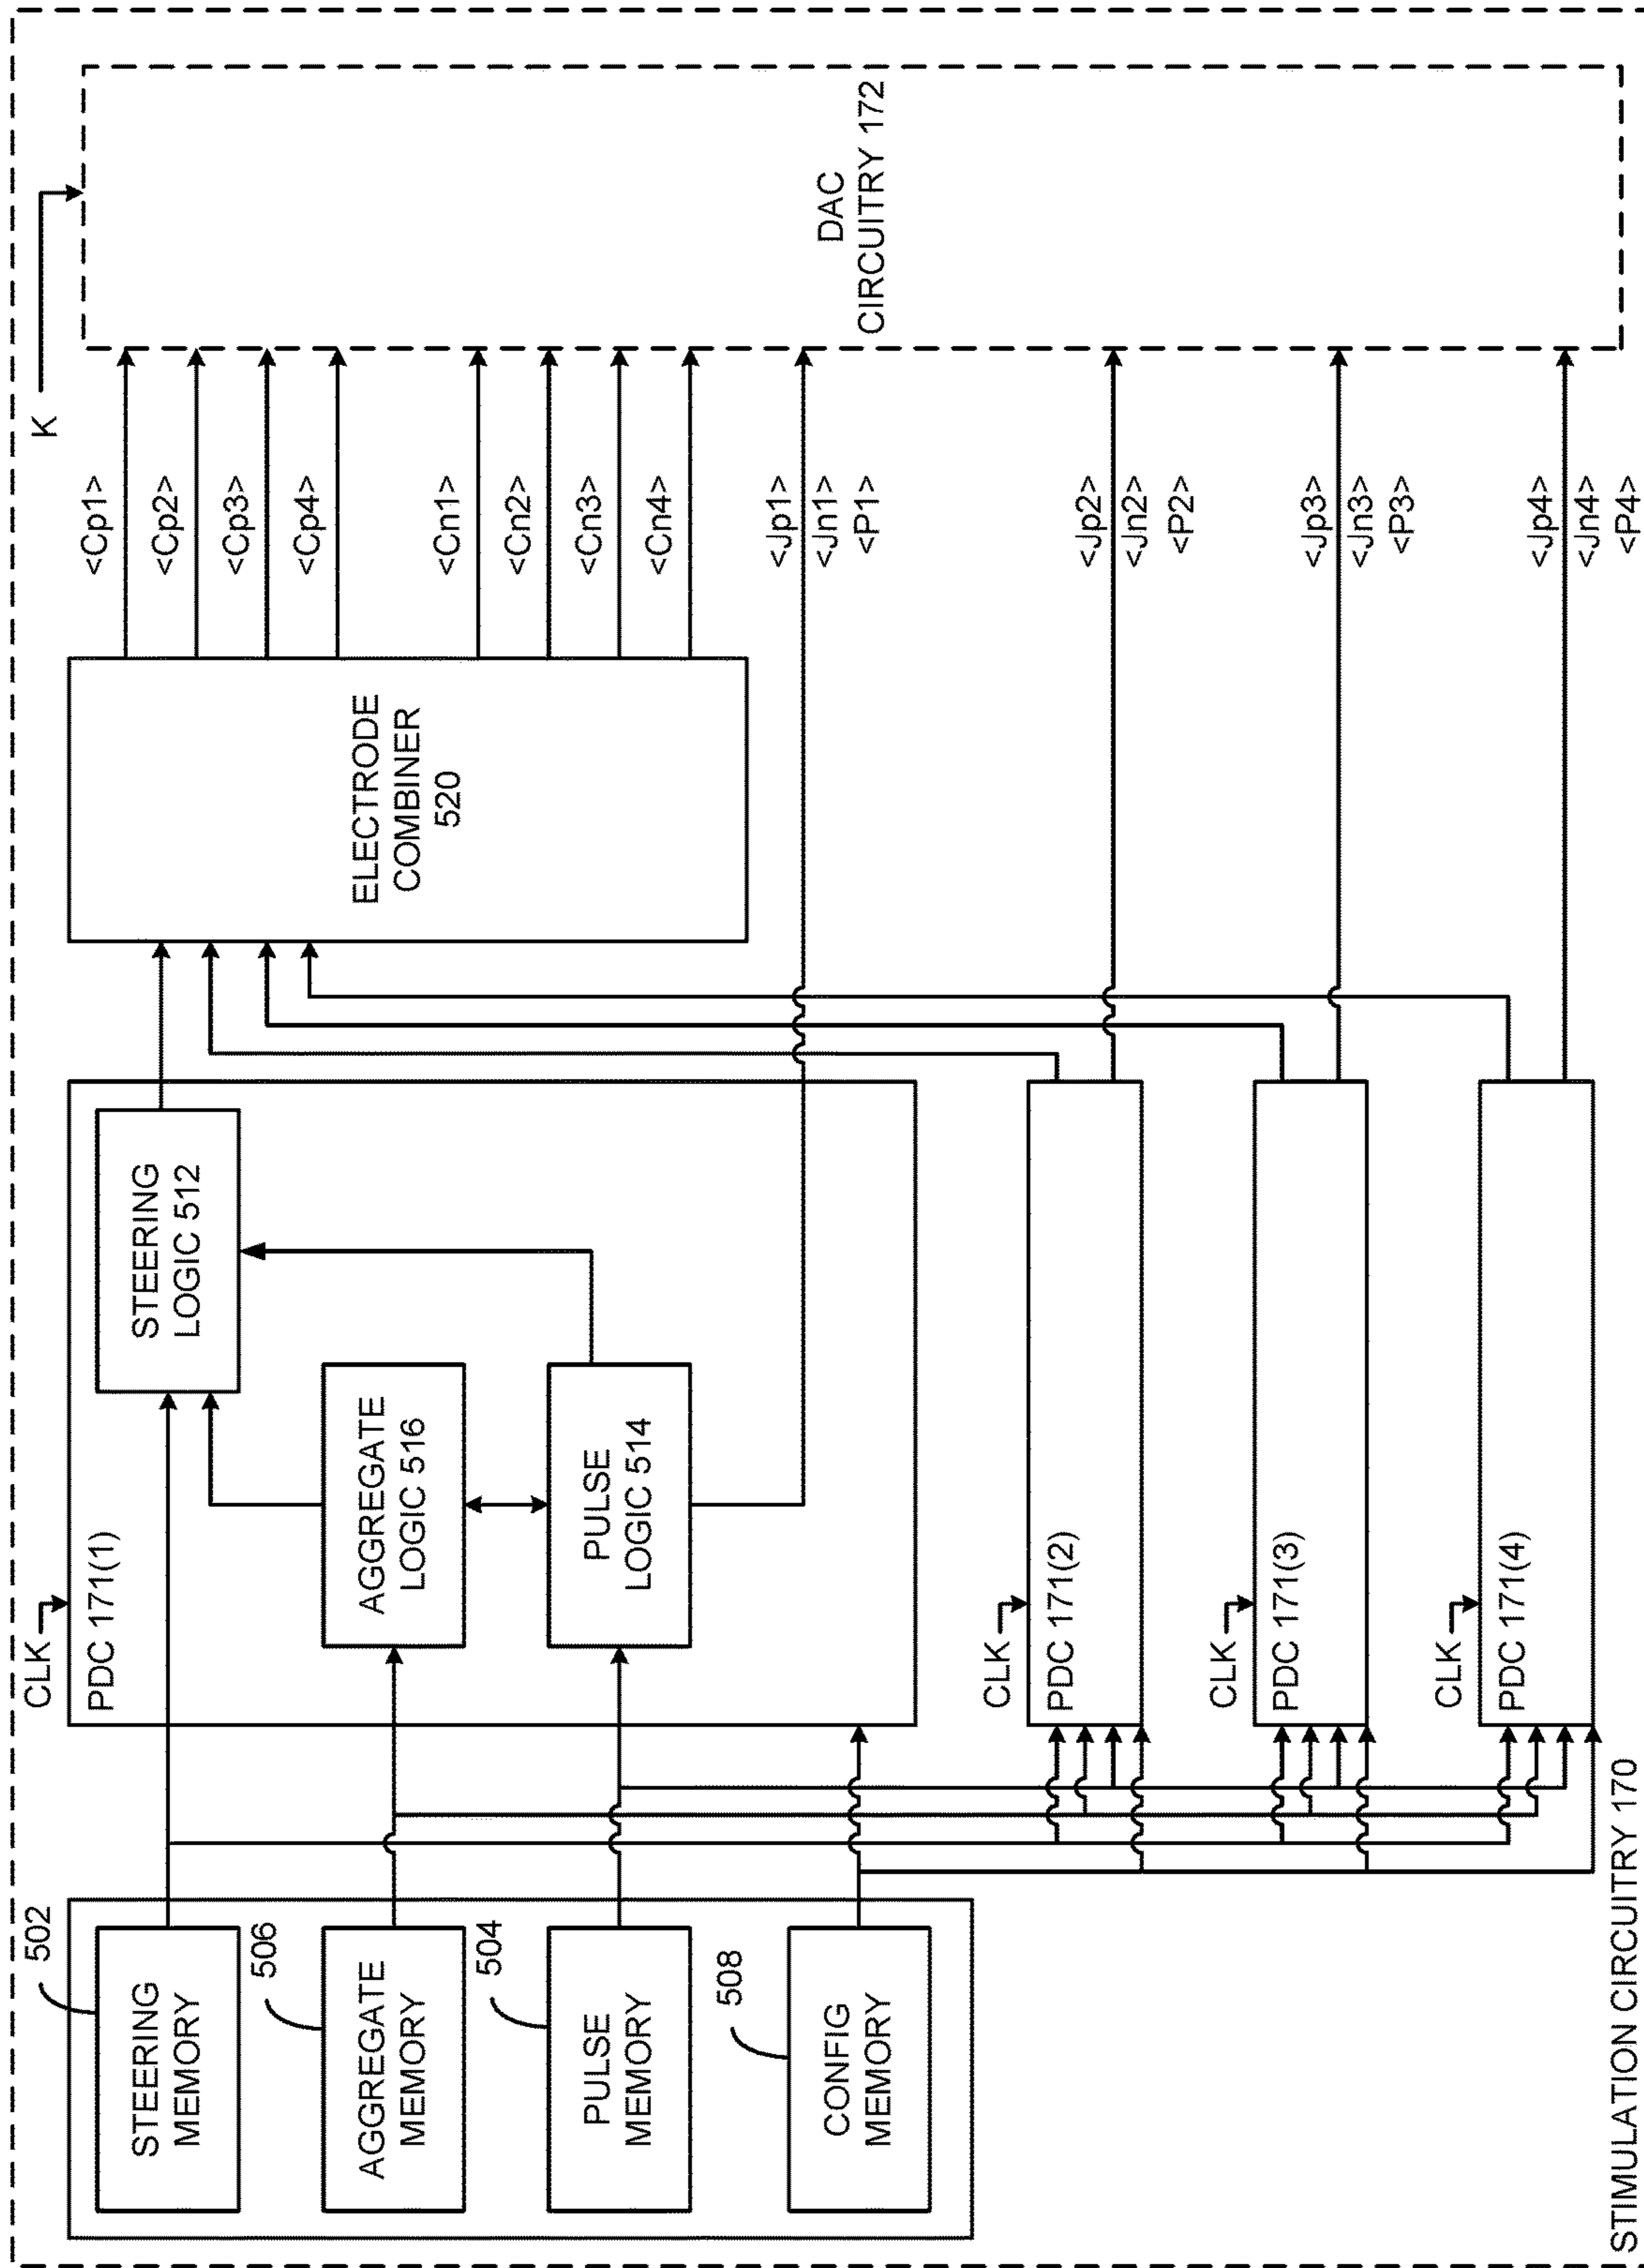 502
STEERING
MEMORY
506
AGGREGATE
MEMORY
504
PULSE
MEMORY
508
CONFIG
MEMORY
CLK
PDC 171(1)
STEERING
LOGIC 512
AGGREGATE
LOGIC 516
PULSE
LOGIC 514
CLK
PDC 171(2)
CLK
PDC 171(3)
CLK
PDC 171(4)
ELECTRODE
COMBINER
520
K
<Cp1>
<Cp2>
<Cp3>
<Cp4>
<Cn1>
<Cn2>
<Cn3>
<Cn4>
<Jp1>
<Jn1>
<P1>
<Jp2>
<Jn2>
<P2>
<Jp3>
<Jn3>
<P3>
<Jp4>
<Jn4>
<P4>
DAC
CIRCUITRY 172
STIMULATION CIRCUITRY 170